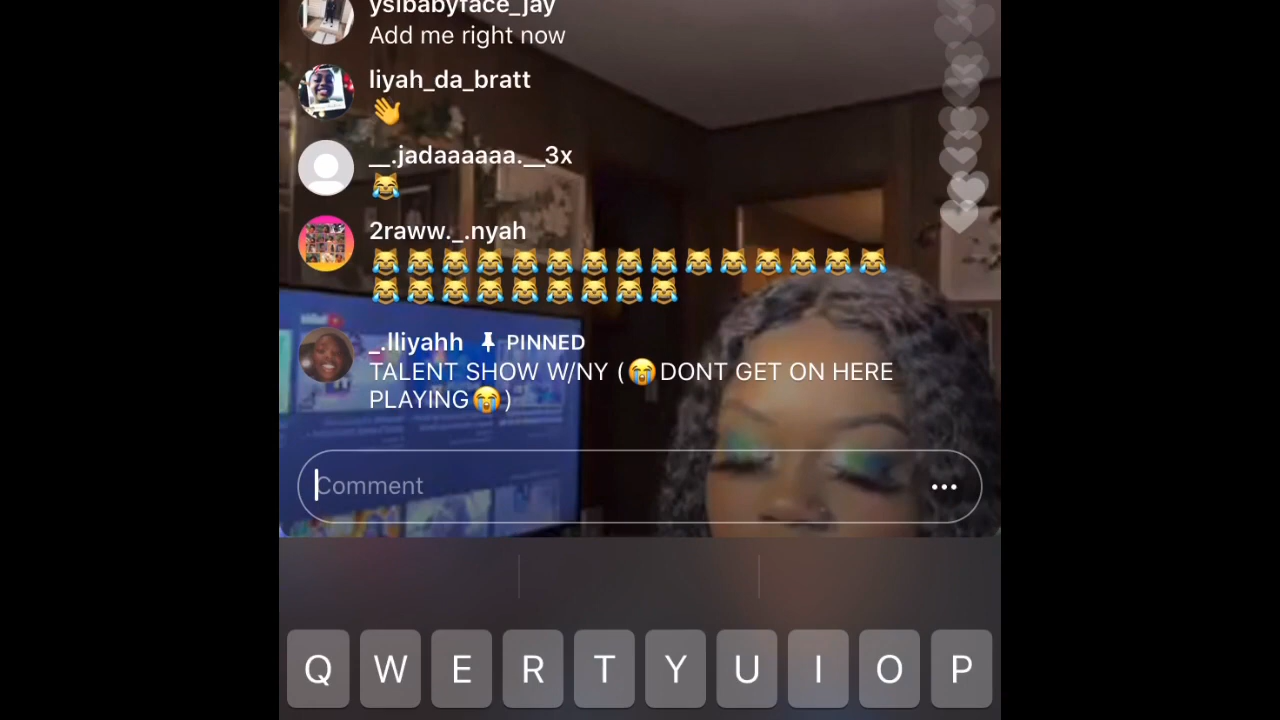 yslbabyface_jay
Add me right now
liyah_da_bratt
👋
__.jadaaaaaa.__3x
😹
2raww._.nyah
😹😹😹😹😹😹😹😹😹😹😹😹😹😹😹
😹😹😹😹😹😹😹😹😹
_.lliyahh PINNED
TALENT SHOW W/NY (😭DONT GET ON HERE
PLAYING😭)
Comment
Q W E R T Y U I O P